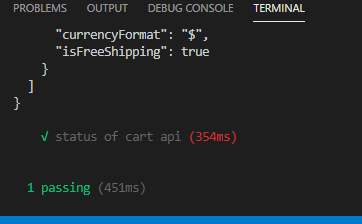 PROBLEMS OUTPUT DEBUG CONSOLE TERMINAL
"currencyFormat": "$",
"isFreeShipping": true
}
]
}
√ status of cart api (354ms)
1 passing (451ms)